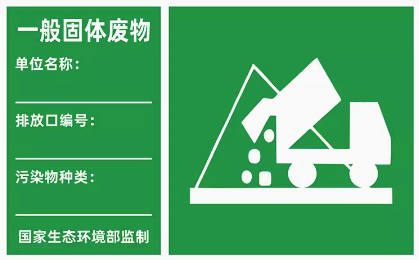 一般固体废物
单位名称：
排放口编号：
污染物种类：
国家生态环境部监制